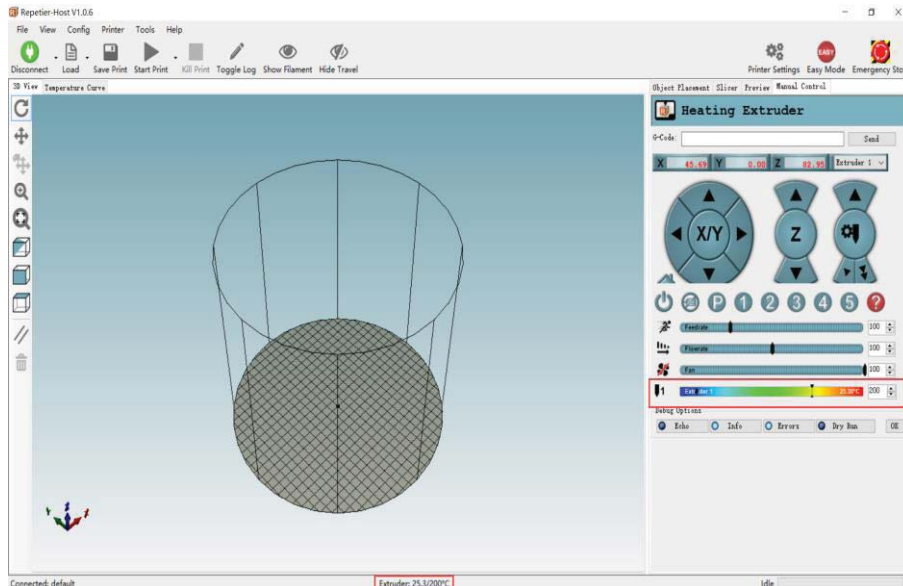 Repetier-Host V1.0.6
File View Config Printer Tools Help
Disconnect Load Save Print Start Print Kill Print Toggle Log Show Filament Hide Travel Printer Settings Easy Mode Emergency Sto
EASY
3D View Temperature Curve
Object Placement Slicer Preview Manual Control
Heating Extruder
G-Code: Send
X 45.69 Y 0.00 Z 82.95 Extruder 1
X/Y Z
P 1 2 3 4 5 ?
Feedrate 100
Flowrate 100
Fan 100
1 Extruder 1 25.30°C 200
Debug Options
Echo Info Errors Dry Run OK
Connected: default Extruder: 25.3/200°C Idle